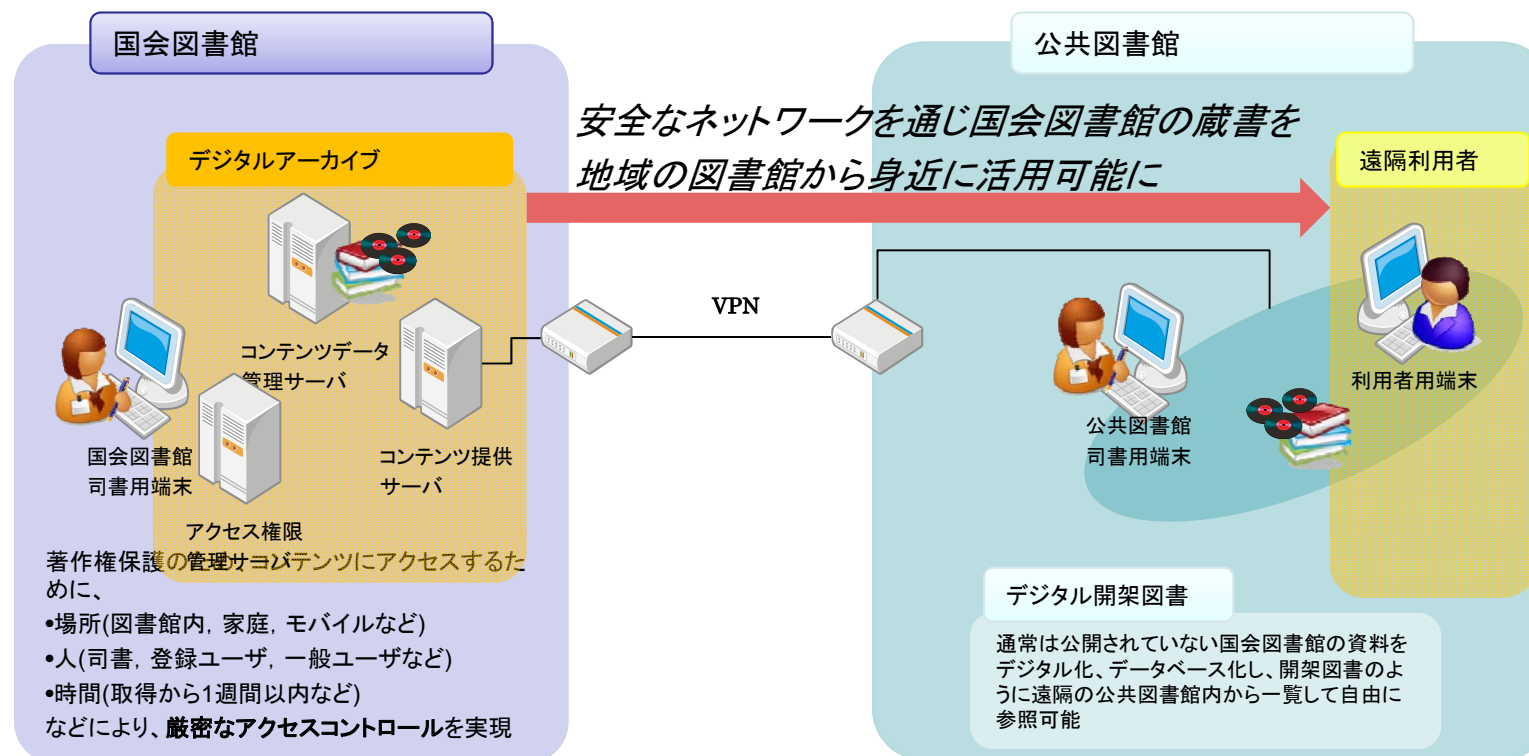 国会図書館
公共図書館
安全なネットワークを通じ国会図書館の蔵書を
地域の図書館から身近に活用可能に
デジタルアーカイブ
遠隔利用者
コンテンツデータ
管理サーバ
VPN
国会図書館
司書用端末
コンテンツ提供
サーバ
アクセス権限
管理サーバ
公共図書館
司書用端末
利用者用端末
著作権保護のため、コンテンツにアクセスするた
めに、
•場所(図書館内, 家庭, モバイルなど)
•人(司書, 登録ユーザ, 一般ユーザなど)
•時間(取得から1週間以内など)
などにより、厳密なアクセスコントロールを実現
デジタル開架図書
通常は公開されていない国会図書館の資料を
デジタル化、データベース化し、開架図書のよ
うに遠隔の公共図書館内から一覧して自由に
参照可能